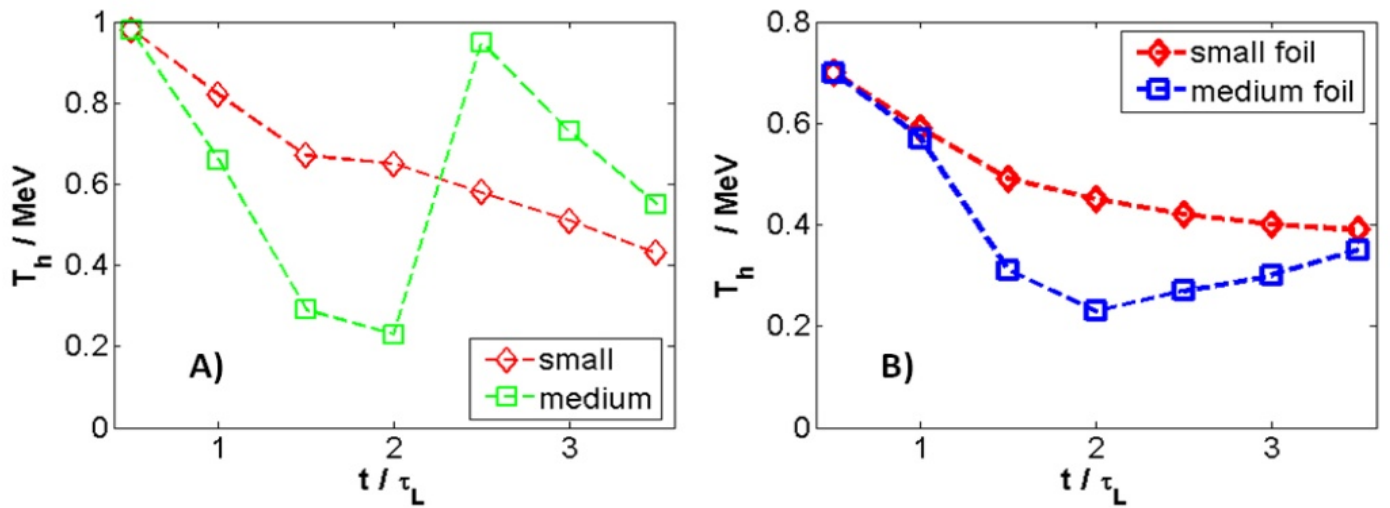 1
0.8
0.6
0.4
0.2
0
T_h / MeV
A)
small
medium
1
2
3
t / τ_L
0.8
0.6
0.4
0.2
0
T_h / MeV
B)
small foil
medium foil
1
2
3
t / τ_L